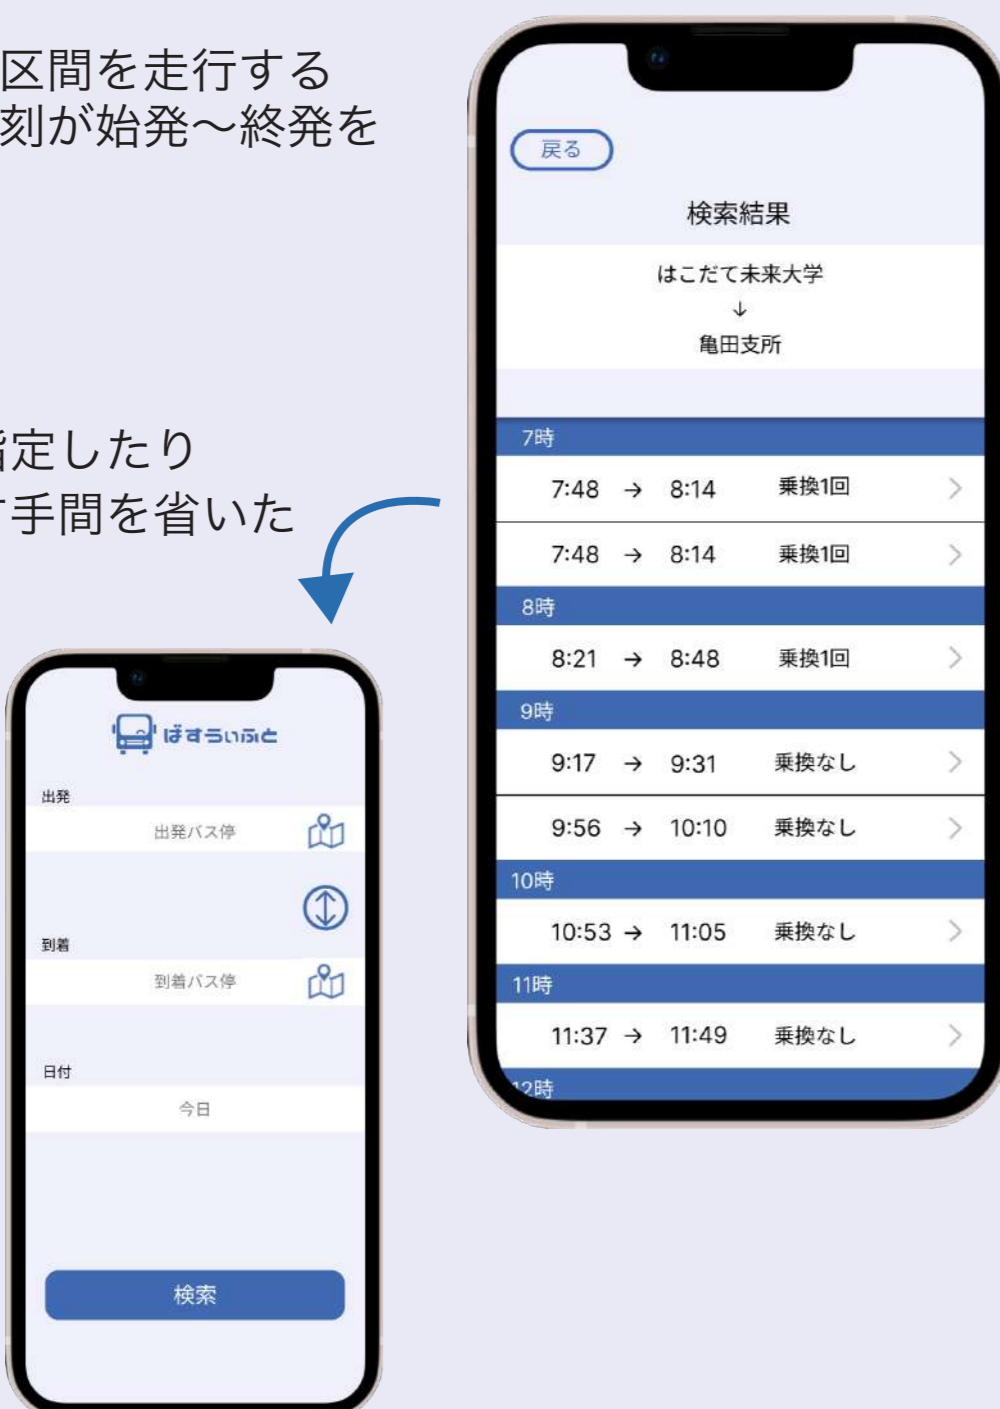 区間を走行する
刻が始発〜終発を
指定したり
手間を省いた
戻る
検索結果
はこだて未来大学
↓
亀田支所
7時
7:48 → 8:14 乗換1回
7:48 → 8:14 乗換1回
8時
8:21 → 8:48 乗換1回
9時
9:17 → 9:31 乗換なし
9:56 → 10:10 乗換なし
10時
10:53 → 11:05 乗換なし
11時
11:37 → 11:49 乗換なし
12時
ばすらいふと
出発
出発バス停
到着
到着バス停
日付
今日
検索